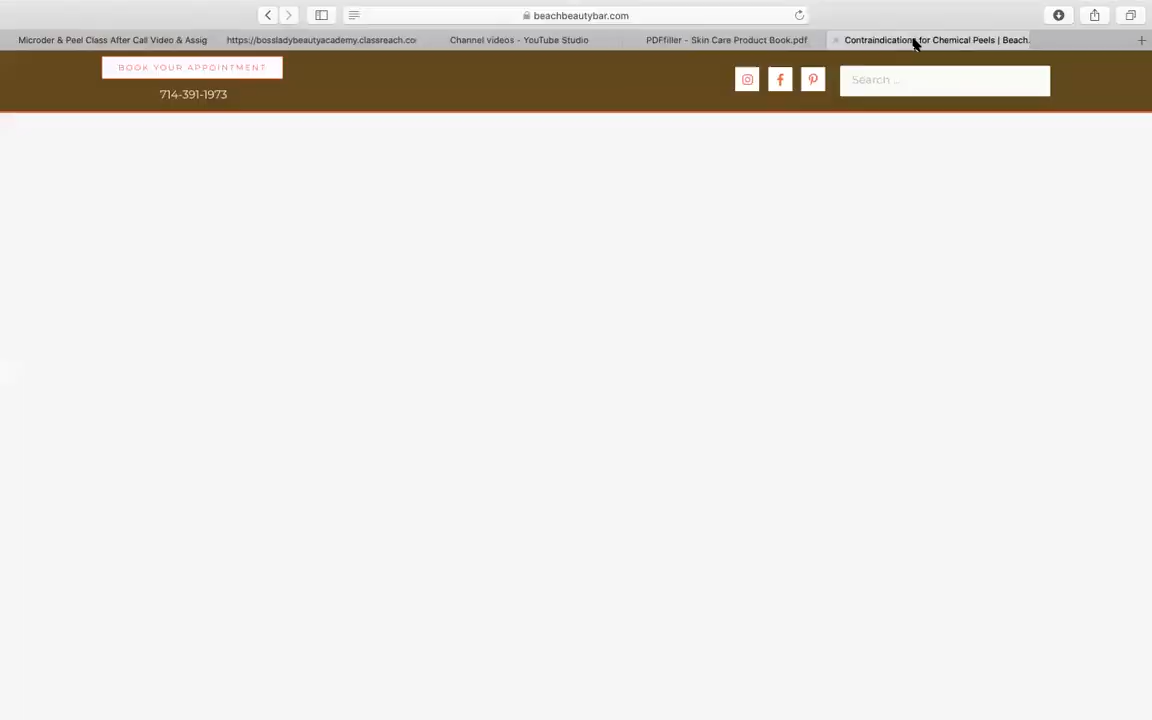 beachbeautybar.com
Microder & Peel Class After Call Video & Assig
https://bossladybeautyacademy.classreach.co
Channel videos - YouTube Studio
PDFfiller - Skin Care Product Book.pdf
Contraindications for Chemical Peels | Beach.
BOOK YOUR APPOINTMENT
714-391-1973
Search ...